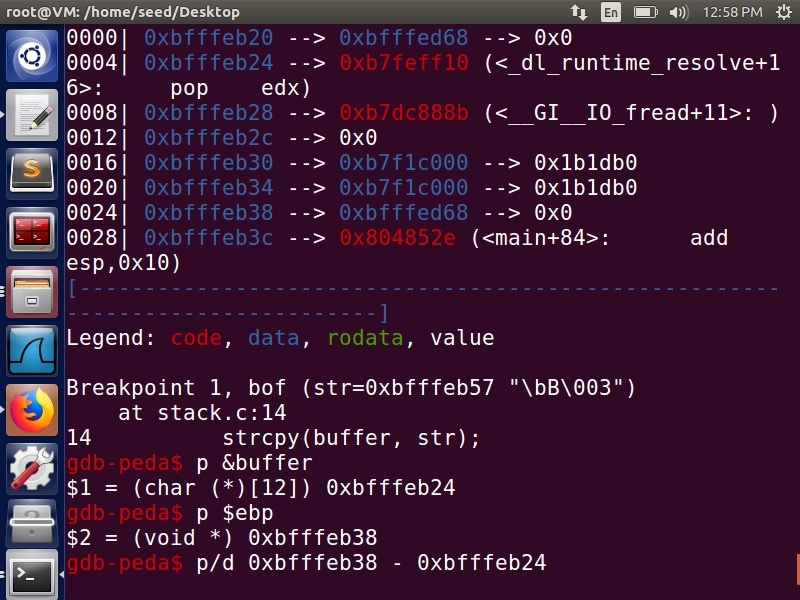 root@VM: /home/seed/Desktop En 12:58 PM
0000| 0xbfffeb20 --> 0xbfffed68 --> 0x0
0004| 0xbfffeb24 --> 0xb7feff10 (<_dl_runtime_resolve+1
6>: pop edx)
0008| 0xbfffeb28 --> 0xb7dc888b (<__GI__IO_fread+11>: )
0012| 0xbfffeb2c --> 0x0
0016| 0xbfffeb30 --> 0xb7f1c000 --> 0x1b1db0
0020| 0xbfffeb34 --> 0xb7f1c000 --> 0x1b1db0
0024| 0xbfffeb38 --> 0xbfffed68 --> 0x0
0028| 0xbfffeb3c --> 0x804852e (<main+84>: add
esp,0x10)
[------------------------------------------------------
------------------------]
Legend: code, data, rodata, value
Breakpoint 1, bof (str=0xbfffeb57 "\bB\003")
at stack.c:14
14 strcpy(buffer, str);
gdb-peda$ p &buffer
$1 = (char (*)[12]) 0xbfffeb24
gdb-peda$ p $ebp
$2 = (void *) 0xbfffeb38
gdb-peda$ p/d 0xbfffeb38 - 0xbfffeb24